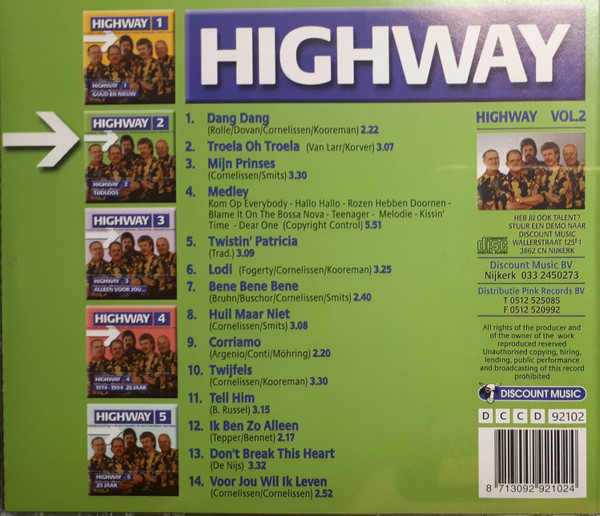 HIGHWAY 1
HIGHWAY 1
GOUD EN NIEUW
HIGHWAY 2
HIGHWAY 2
TIJDLOOS
HIGHWAY 3
HIGHWAY 3
ALLEEN VOOR JOU...
HIGHWAY 4
HIGHWAY 4
1974 - 1994 20 JAAR
HIGHWAY 5
HIGHWAY 5
25 JAAR
HIGHWAY
1. Dang Dang
(Rolle/Dovan/Cornelissen/Kooreman) 2.22
2. Troela Oh Troela (Van Larr/Korver) 3.07
3. Mijn Prinses
(Cornelissen/Smits) 3.30
4. Medley
Kom Op Everybody - Hallo Hallo - Rozen Hebben Doornen -
Blame It On The Bossa Nova - Teenager - Melodie - Kissin'
Time - Dear One (Copyright Control) 5.51
5. Twistin' Patricia
(Trad.) 3.09
6. Lodi (Fogerty/Cornelissen/Kooreman) 3.25
7. Bene Bene Bene
(Bruhn/Buschor/Cornelissen/Smits) 2.40
8. Huil Maar Niet
(Cornelissen/Smits) 3.08
9. Corriamo
(Argenio/Conti/Möhring) 2.20
10. Twijfels
(Cornelissen/Kooreman) 3.30
11. Tell Him
(B. Russel) 3.15
12. Ik Ben Zo Alleen
(Tepper/Bennet) 2.17
13. Don't Break This Heart
(De Nijs) 3.32
14. Voor Jou Wil Ik Leven
(Cornelissen/Cornelissen) 2.52
HIGHWAY VOL.2
HEB JIJ OOK TALENT?
STUUR EEN DEMO NAAR
DISCOUNT MUSIC
WALLERSTRAAT 125F1
3862 CN NIJKERK
disc
Discount Music BV
Nijkerk 033 2450273
Distributie Pink Records BV
T 0512 525085
F 0512 520992
All rights of the producer and
of the owner of the work
reproduced reserved
Unauthorised copying, hiring,
lending, public performance
and broadcasting of this record
prohibited
DISCOUNT MUSIC
D C C D 92102
8 713092 921024